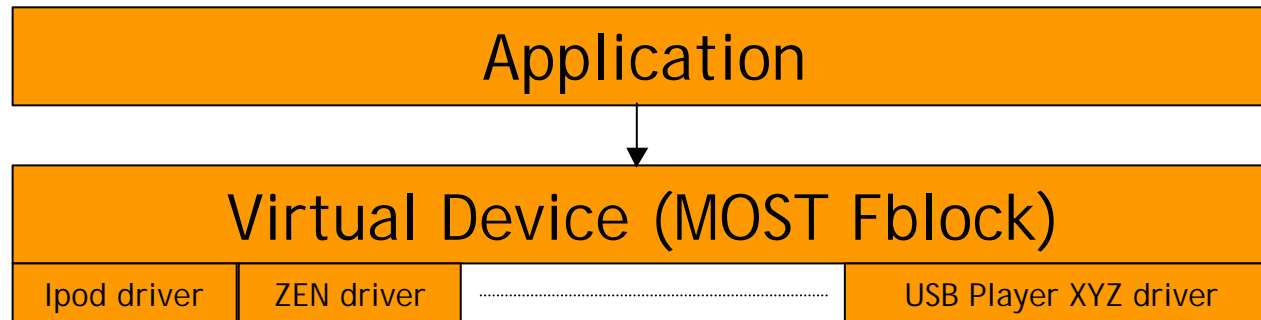 Application
Virtual Device (MOST Fblock)
Ipod driver ZEN driver USB Player XYZ driver